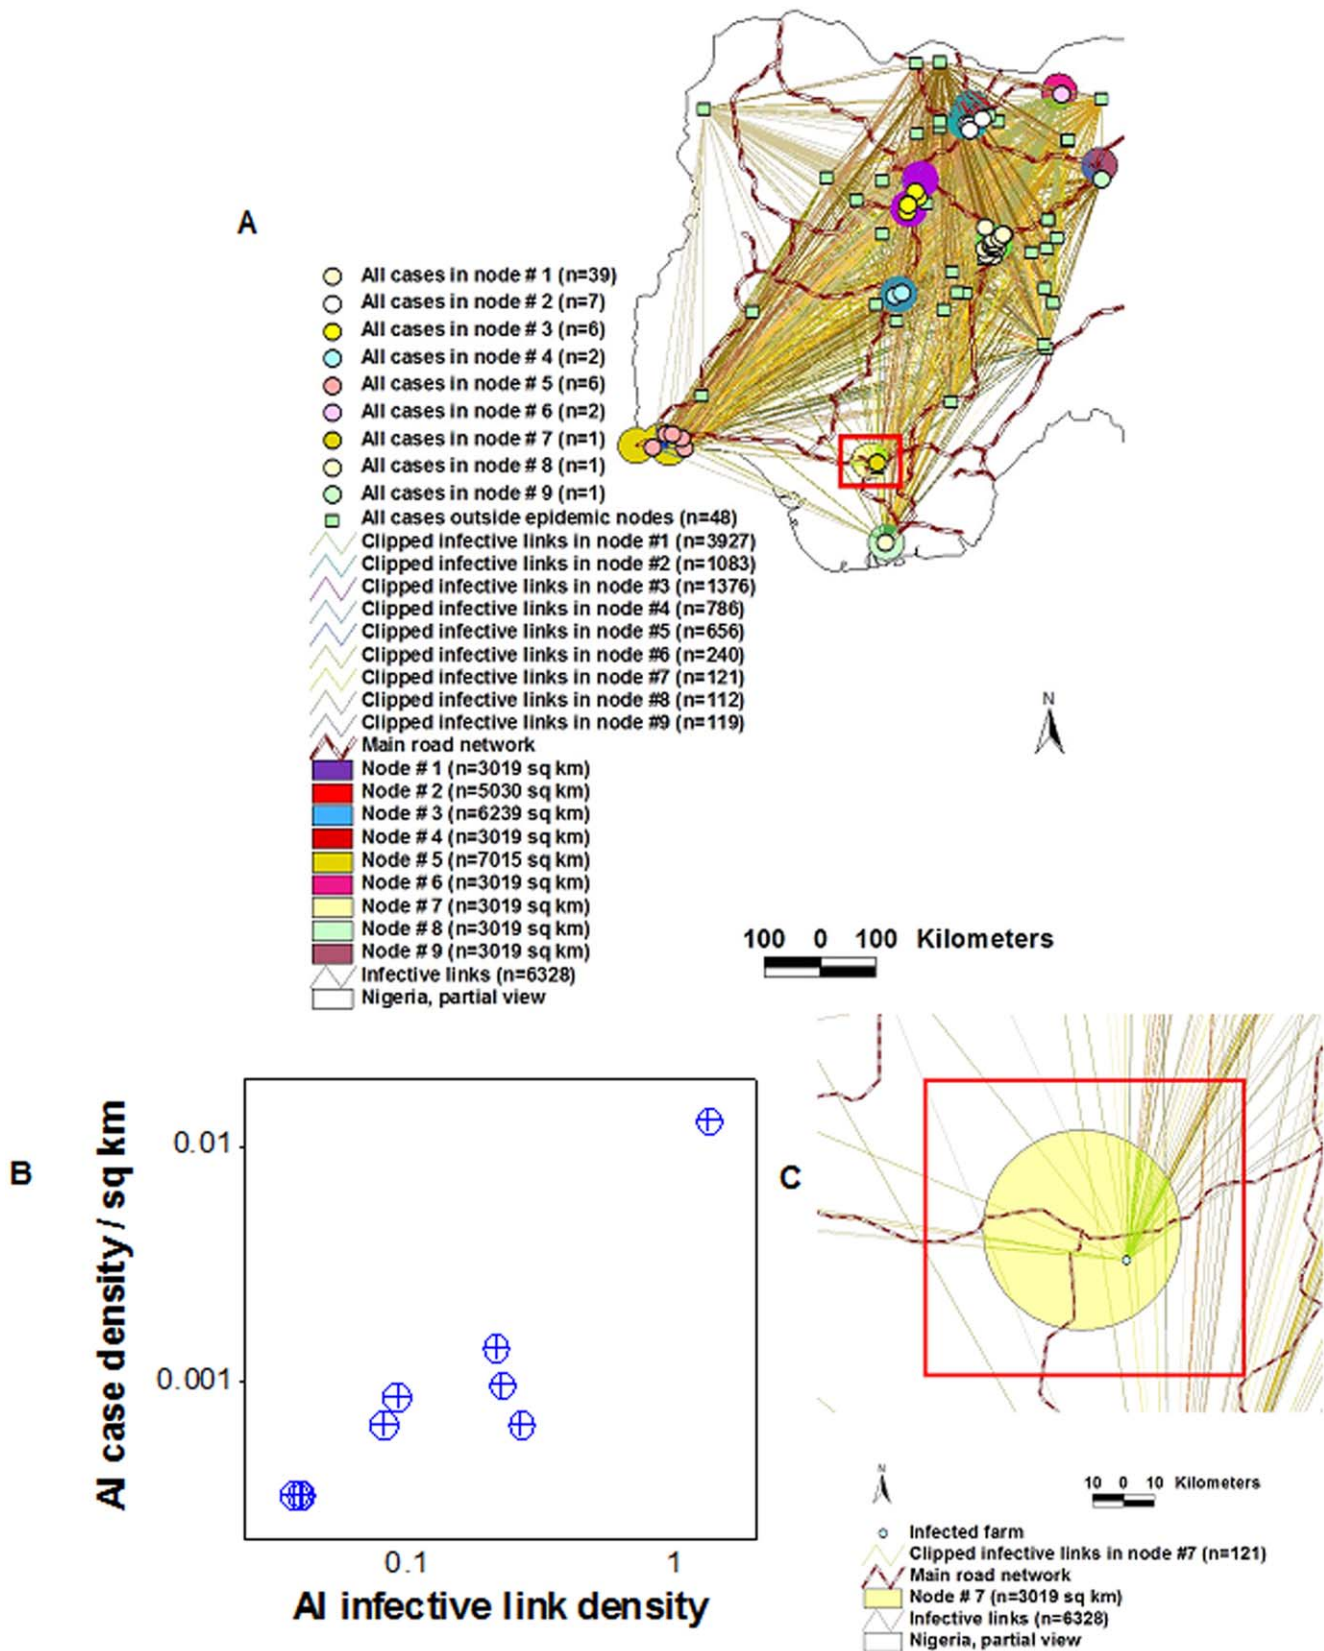 A
All cases in node # 1 (n=39)
All cases in node # 2 (n=7)
All cases in node # 3 (n=6)
All cases in node # 4 (n=2)
All cases in node # 5 (n=6)
All cases in node # 6 (n=2)
All cases in node # 7 (n=1)
All cases in node # 8 (n=1)
All cases in node # 9 (n=1)
All cases outside epidemic nodes (n=48)
Clipped infective links in node #1 (n=3927)
Clipped infective links in node #2 (n=1083)
Clipped infective links in node #3 (n=1376)
Clipped infective links in node #4 (n=786)
Clipped infective links in node #5 (n=656)
Clipped infective links in node #6 (n=240)
Clipped infective links in node #7 (n=121)
Clipped infective links in node #8 (n=112)
Clipped infective links in node #9 (n=119)
Main road network
Node # 1 (n=3019 sq km)
Node # 2 (n=5030 sq km)
Node # 3 (n=6239 sq km)
Node # 4 (n=3019 sq km)
Node # 5 (n=7015 sq km)
Node # 6 (n=3019 sq km)
Node # 7 (n=3019 sq km)
Node # 8 (n=3019 sq km)
Node # 9 (n=3019 sq km)
Infective links (n=6328)
Nigeria, partial view
N
100 0 100 Kilometers
B
AI case density / sq km
0.01
0.001
0.1 1
AI infective link density
C
N
10 0 10 Kilometers
Infected farm
Clipped infective links in node #7 (n=121)
Main road network
Node # 7 (n=3019 sq km)
Infective links (n=6328)
Nigeria, partial view